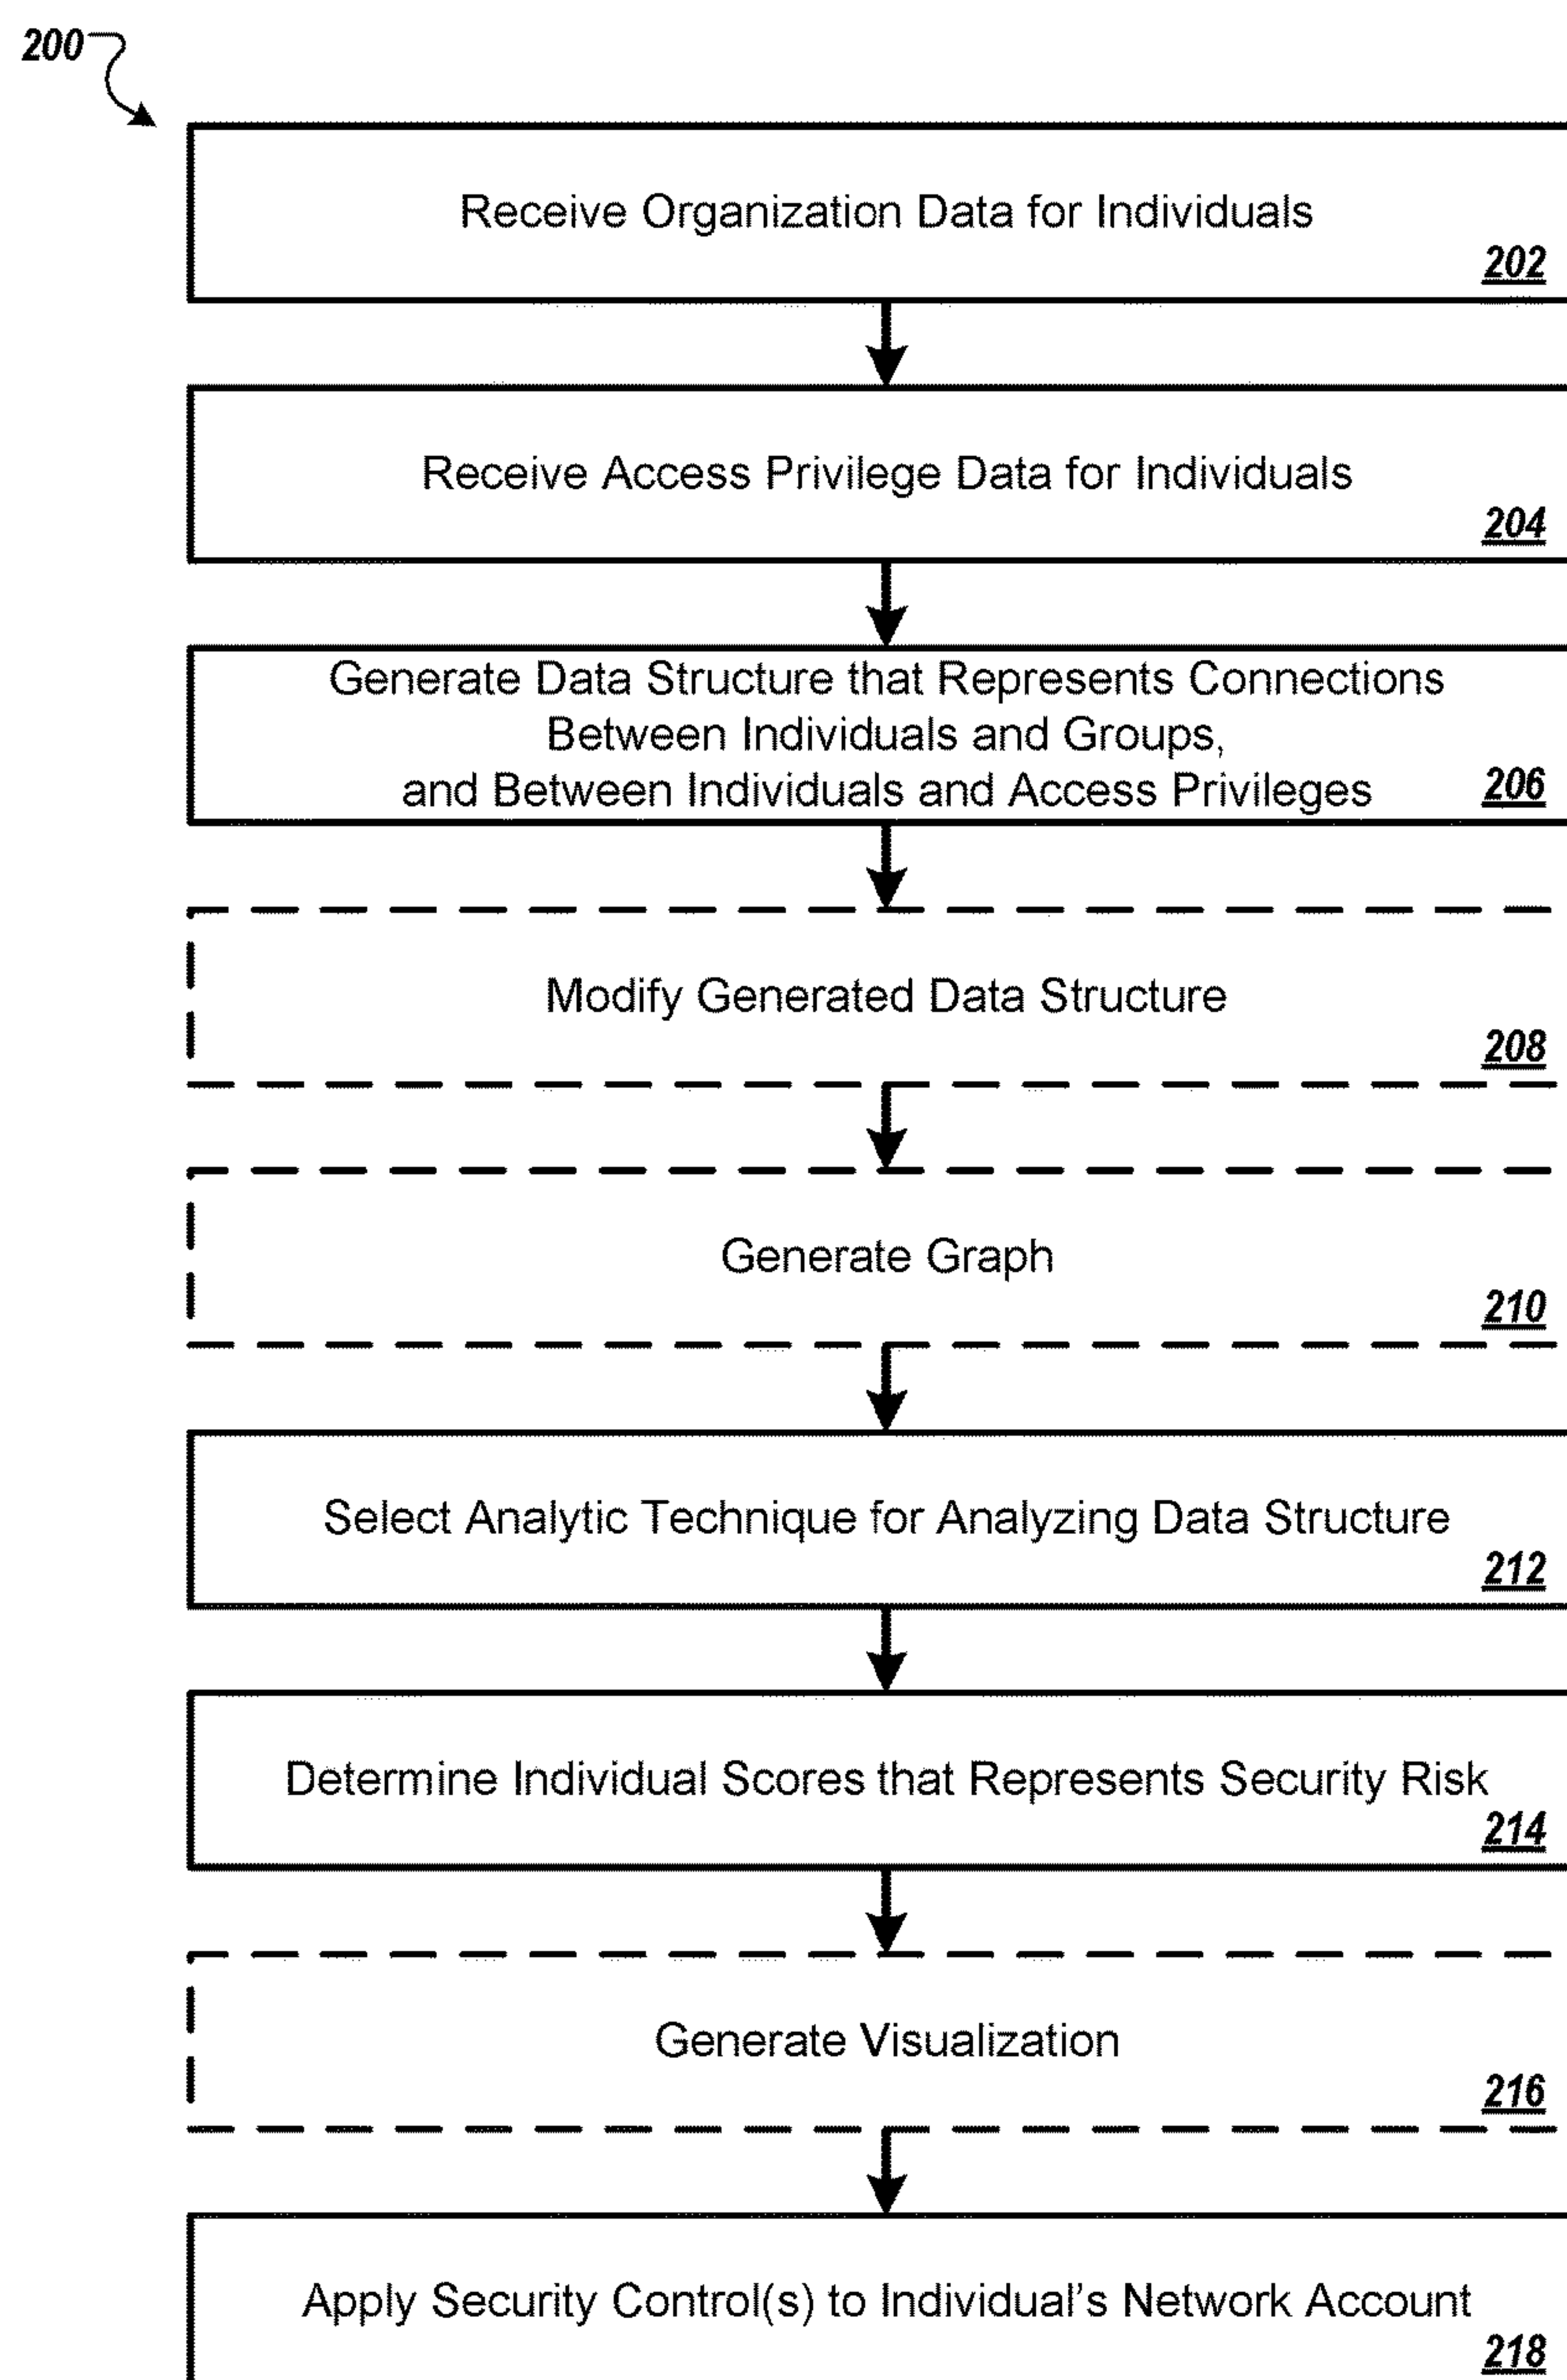 200
Receive Organization Data for Individuals
202
Receive Access Privilege Data for Individuals
204
Generate Data Structure that Represents Connections
Between Individuals and Groups,
and Between Individuals and Access Privileges
206
Modify Generated Data Structure
208
Generate Graph
210
Select Analytic Technique for Analyzing Data Structure
212
Determine Individual Scores that Represents Security Risk
214
Generate Visualization
216
Apply Security Control(s) to Individual's Network Account
218